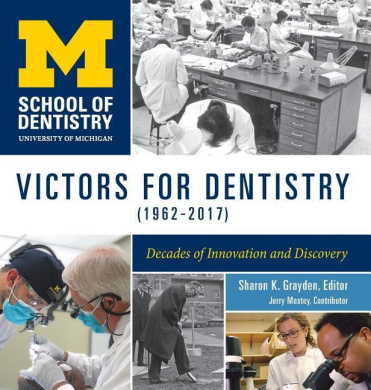 M
SCHOOL OF
DENTISTRY
UNIVERSITY OF MICHIGAN
VICTORS FOR DENTISTRY
(1962-2017)
Decades of Innovation and Discovery
Sharon K. Grayden, Editor
Jerry Mastey, Contributor